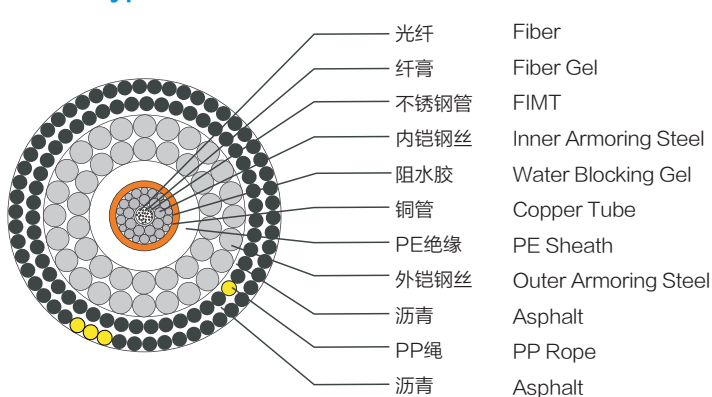 光纤 Fiber
纤膏 Fiber Gel
不锈钢管 FIMT
内铠钢丝 Inner Armoring Steel
阻水胶 Water Blocking Gel
铜管 Copper Tube
PE绝缘 PE Sheath
外铠钢丝 Outer Armoring Steel
沥青 Asphalt
PP绳 PP Rope
沥青 Asphalt